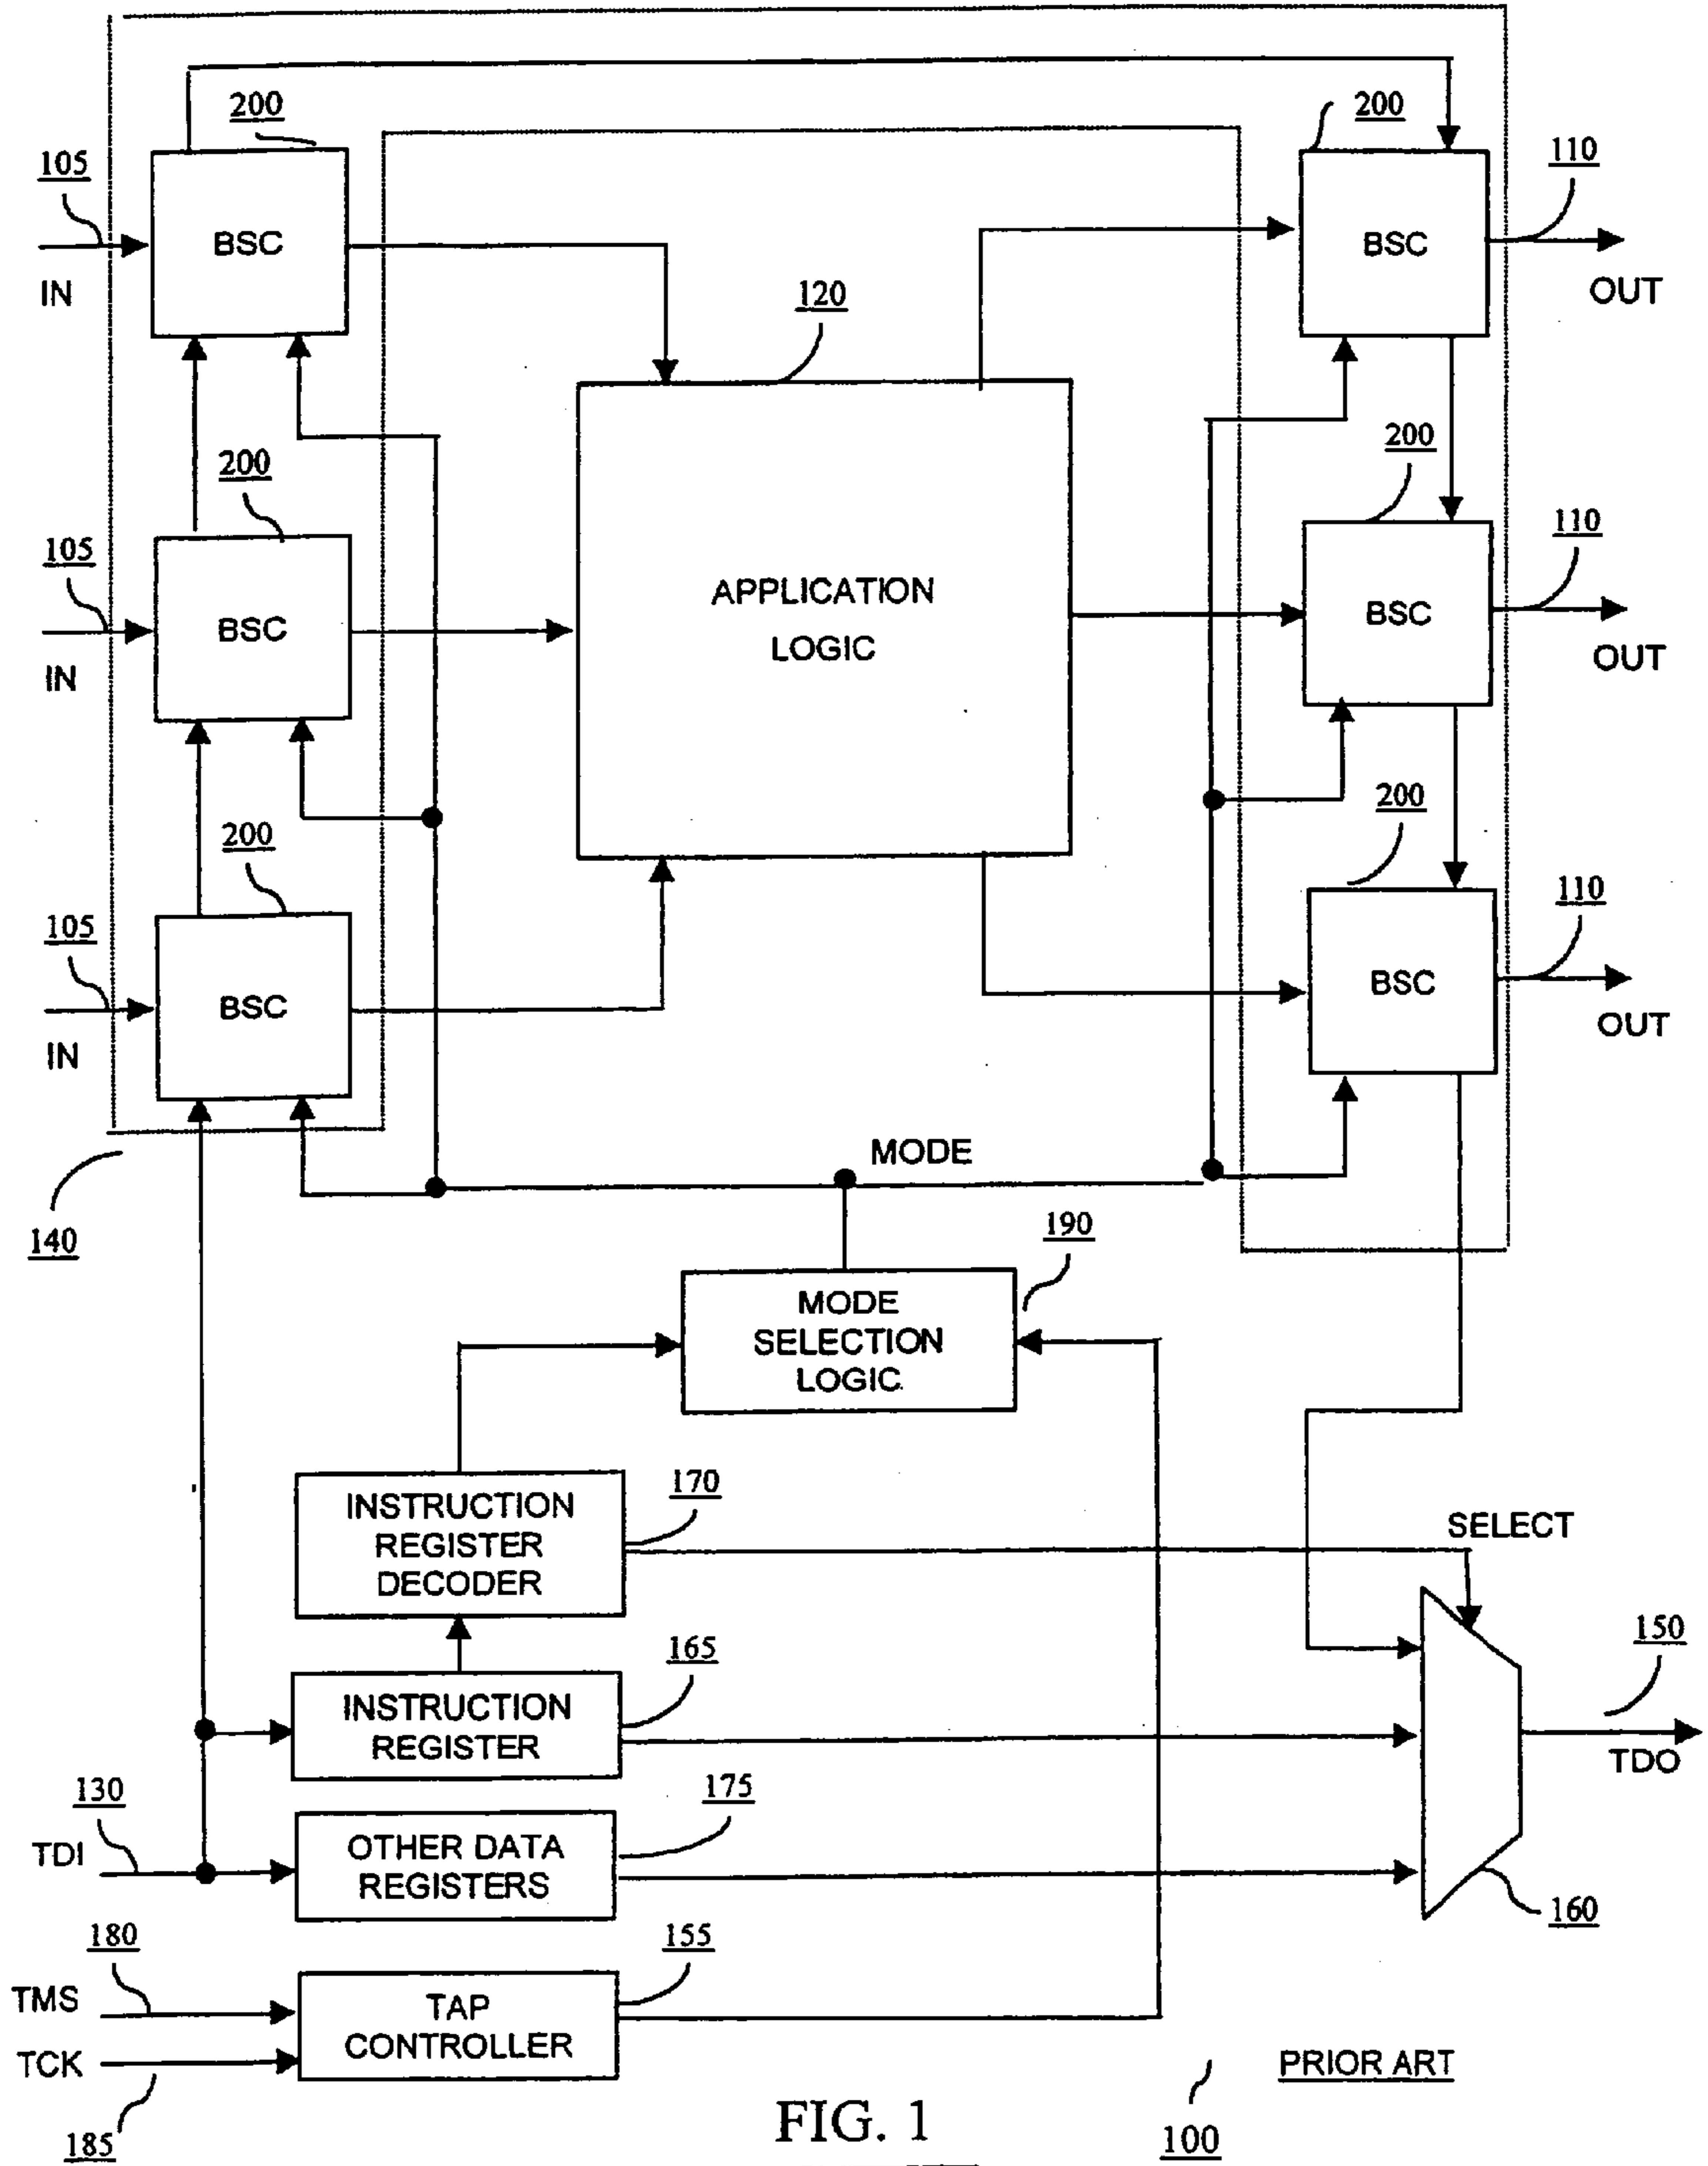 200
200
105
110
BSC
BSC
IN
OUT
120
200
200
105
110
APPLICATION
LOGIC
BSC
BSC
IN
OUT
200
200
105
110
BSC
BSC
IN
OUT
MODE
140
190
MODE
SELECTION
LOGIC
170
INSTRUCTION
REGISTER
DECODER
SELECT
165
150
INSTRUCTION
REGISTER
TDO
130
175
TDI
OTHER DATA
REGISTERS
160
180
155
TMS
TAP
CONTROLLER
TCK
PRIOR ART
185
FIG. 1
100